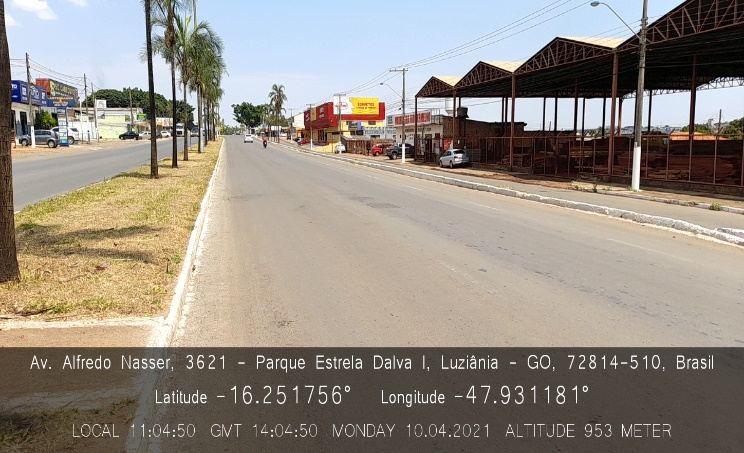 Av. Alfredo Nasser, 3621 - Parque Estrela Dalva I, Luziânia - GO, 72814-510, Brasil
Latitude -16.251756° Longitude -47.931181°
LOCAL 11:04:50 GMT 14:04:50 MONDAY 10.04.2021 ALTITUDE 953 METER